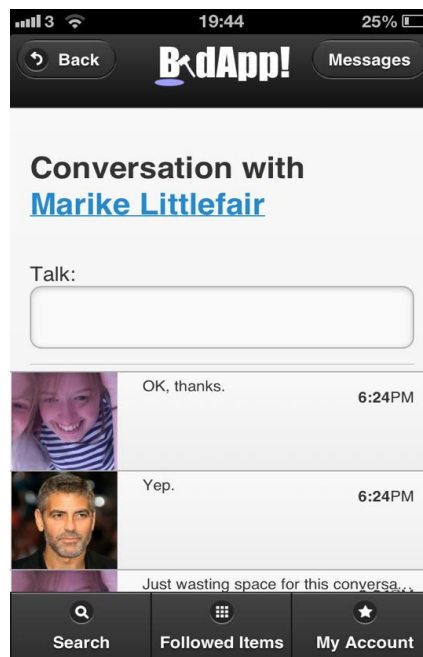 3 19:44 25%
Back BidApp! Messages
Conversation with
Marike Littlefair
Talk:
OK, thanks.
6:24PM
Yep.
6:24PM
Just wasting space for this conversa...
Search Followed Items My Account